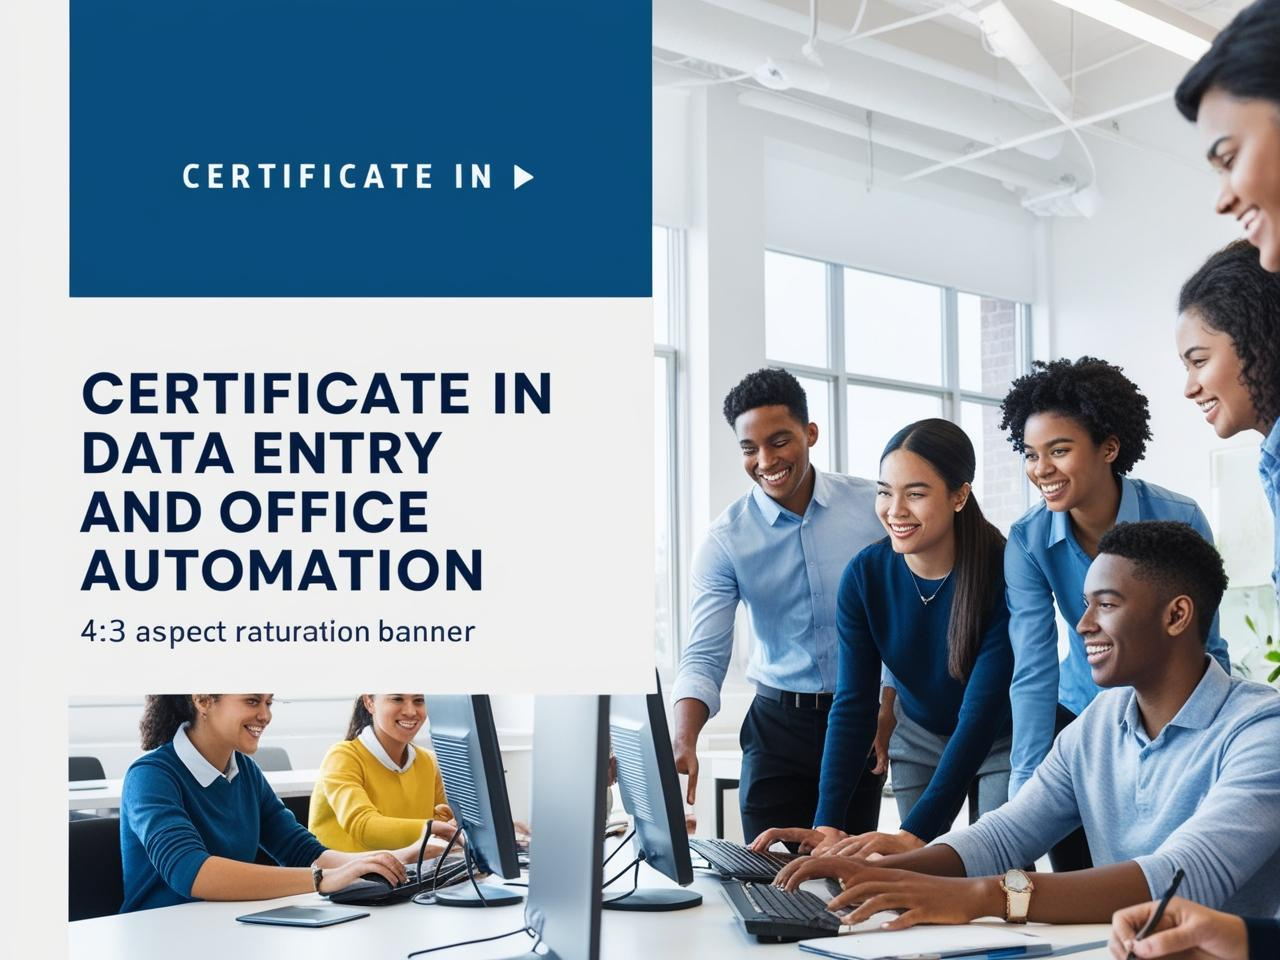 CERTIFICATE IN ▶
CERTIFICATE IN
DATA ENTRY
AND OFFICE
AUTOMATION
4:3 aspect raturation banner